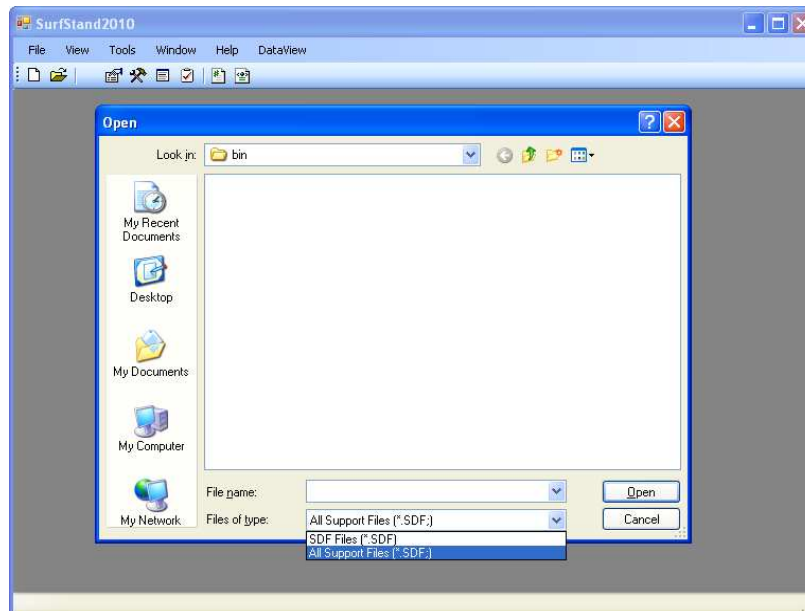 SurfStand2010
File View Tools Window Help DataView
Open
Look in: bin
My Recent
Documents
Desktop
My Documents
My Computer
My Network
File name:
Open
Files of type: All Support Files (*.SDF;)
Cancel
SDF Files (*.SDF)
All Support Files (*.SDF;)